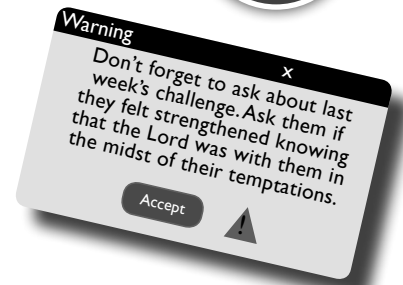 Warning
x
Don't forget to ask about last
week's challenge. Ask them if
they felt strengthened knowing
that the Lord was with them in
the midst of their temptations.
Accept
!